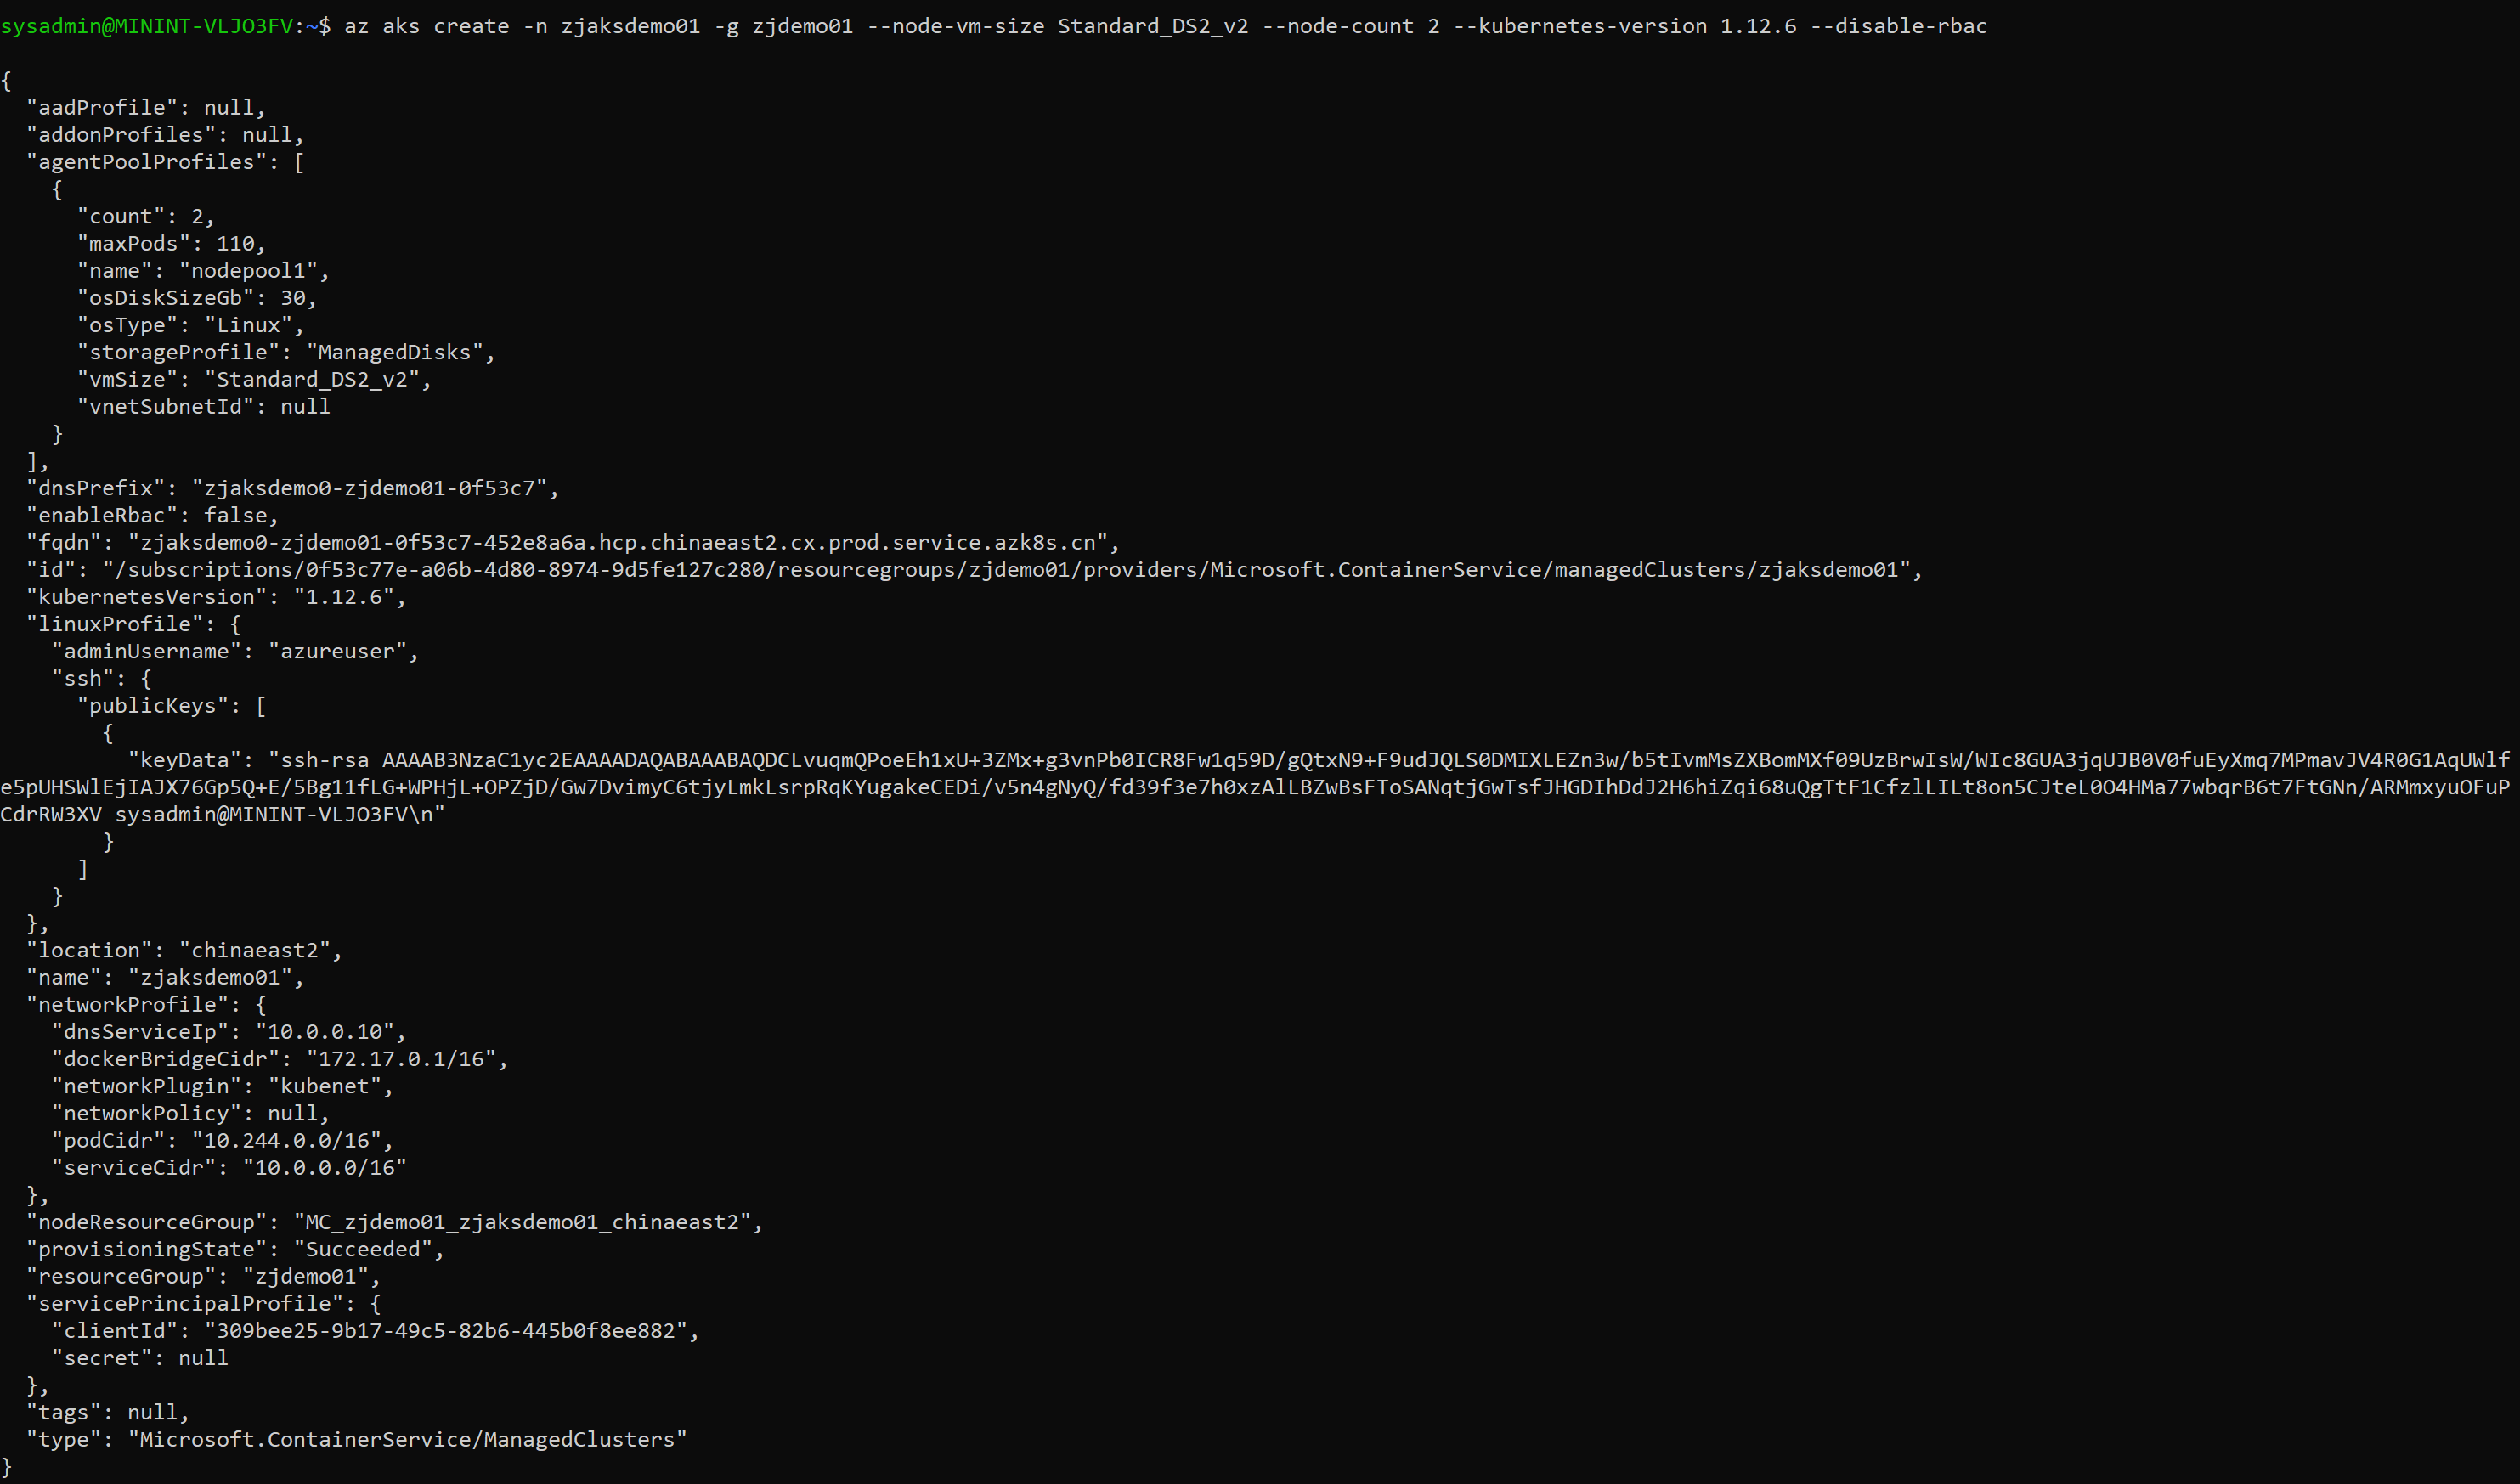 sysadmin@MININT-VLJO3FV:~$ az aks create -n zjaksdemo01 -g zjdemo01 --node-vm-size Standard_DS2_v2 --node-count 2 --kubernetes-version 1.12.6 --disable-rbac
{
  "aadProfile": null,
  "addonProfiles": null,
  "agentPoolProfiles": [
    {
      "count": 2,
      "maxPods": 110,
      "name": "nodepool1",
      "osDiskSizeGb": 30,
      "osType": "Linux",
      "storageProfile": "ManagedDisks",
      "vmSize": "Standard_DS2_v2",
      "vnetSubnetId": null
    }
  ],
  "dnsPrefix": "zjaksdemo0-zjdemo01-0f53c7",
  "enableRbac": false,
  "fqdn": "zjaksdemo0-zjdemo01-0f53c7-452e8a6a.hcp.chinaeast2.cx.prod.service.azk8s.cn",
  "id": "/subscriptions/0f53c77e-a06b-4d80-8974-9d5fe127c280/resourcegroups/zjdemo01/providers/Microsoft.ContainerService/managedClusters/zjaksdemo01",
  "kubernetesVersion": "1.12.6",
  "linuxProfile": {
    "adminUsername": "azureuser",
    "ssh": {
      "publicKeys": [
        {
          "keyData": "ssh-rsa AAAAB3NzaC1yc2EAAAADAQABAAABAQDCLvuqmQPoeEh1xU+3ZMx+g3vnPb0ICR8Fw1q59D/gQtxN9+F9udJQLS0DMIXLEZn3w/b5tIvmMsZXBomMXf09UzBrwIsW/WIc8GUA3jqUJB0V0fuEyXmq7MPmavJV4R0G1AqUWlf
e5pUHSWlEjIAJX76Gp5Q+E/5Bg11fLG+WPHjL+OPZjD/Gw7DvimyC6tjyLmkLsrpRqKYugakeCEDi/v5n4gNyQ/fd39f3e7h0xzAlLBZwBsFToSANqtjGwTsfJHGDIhDdJ2H6hiZqi68uQgTtF1CfzlLILt8on5CJteL0O4HMa77wbqrB6t7FtGNn/ARMmxyuOFuP
CdrRW3XV sysadmin@MININT-VLJO3FV\n"
        }
      ]
    }
  },
  "location": "chinaeast2",
  "name": "zjaksdemo01",
  "networkProfile": {
    "dnsServiceIp": "10.0.0.10",
    "dockerBridgeCidr": "172.17.0.1/16",
    "networkPlugin": "kubenet",
    "networkPolicy": null,
    "podCidr": "10.244.0.0/16",
    "serviceCidr": "10.0.0.0/16"
  },
  "nodeResourceGroup": "MC_zjdemo01_zjaksdemo01_chinaeast2",
  "provisioningState": "Succeeded",
  "resourceGroup": "zjdemo01",
  "servicePrincipalProfile": {
    "clientId": "309bee25-9b17-49c5-82b6-445b0f8ee882",
    "secret": null
  },
  "tags": null,
  "type": "Microsoft.ContainerService/ManagedClusters"
}